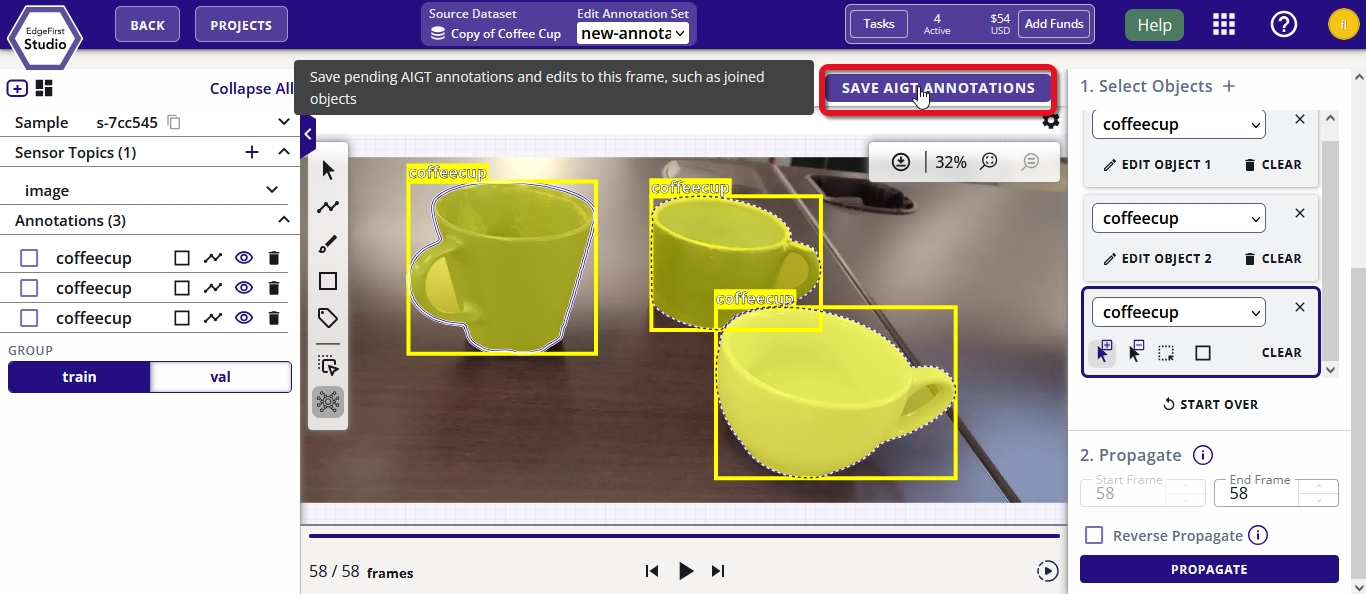 EdgeFirst
Studio
BACK
PROJECTS
Source Dataset
Copy of Coffee Cup
Edit Annotation Set
new-annota
Tasks
4
Active
$54
USD
Add Funds
Help
fl
Collapse All
Save pending AIGT annotations and edits to this frame, such as joined
objects
SAVE AIGT ANNOTATIONS
Sample
s-7cc545
Sensor Topics (1)
image
Annotations (3)
coffeecup
coffeecup
coffeecup
GROUP
train
val
32%
coffeecup
coffeecup
coffeecup
58 / 58 frames
1. Select Objects
coffeecup
EDIT OBJECT 1
CLEAR
coffeecup
EDIT OBJECT 2
CLEAR
coffeecup
CLEAR
START OVER
2. Propagate
Start Frame
58
End Frame
58
Reverse Propagate
PROPAGATE